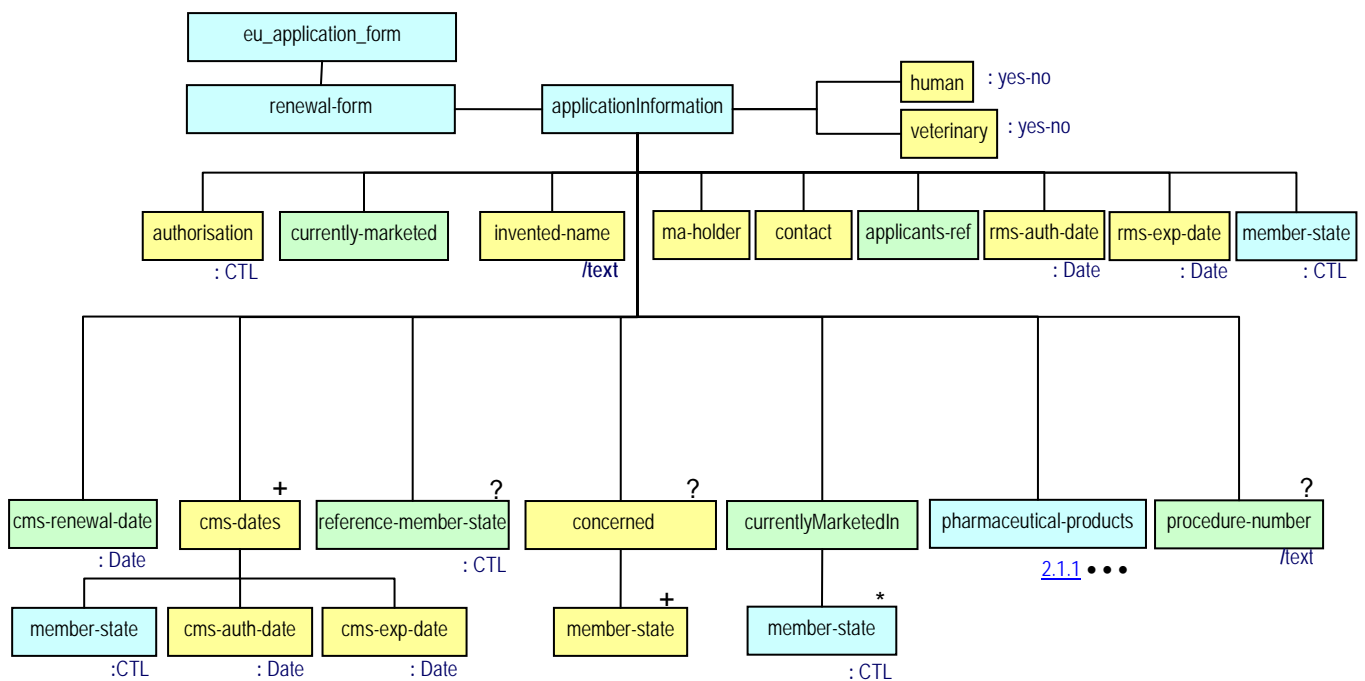 eu_application_form
renewal-form
applicationInformation
human
: yes-no
veterinary
: yes-no
authorisation
: CTL
currently-marketed
invented-name
/text
ma-holder
contact
applicants-ref
rms-auth-date
: Date
rms-exp-date
: Date
member-state
: CTL
cms-renewal-date
: Date
+
cms-dates
?
reference-member-state
: CTL
?
concerned
currentlyMarketedIn
pharmaceutical-products
2.1.1 • • •
?
procedure-number
/text
member-state
:CTL
cms-auth-date
: Date
cms-exp-date
: Date
+
member-state
*
member-state
: CTL